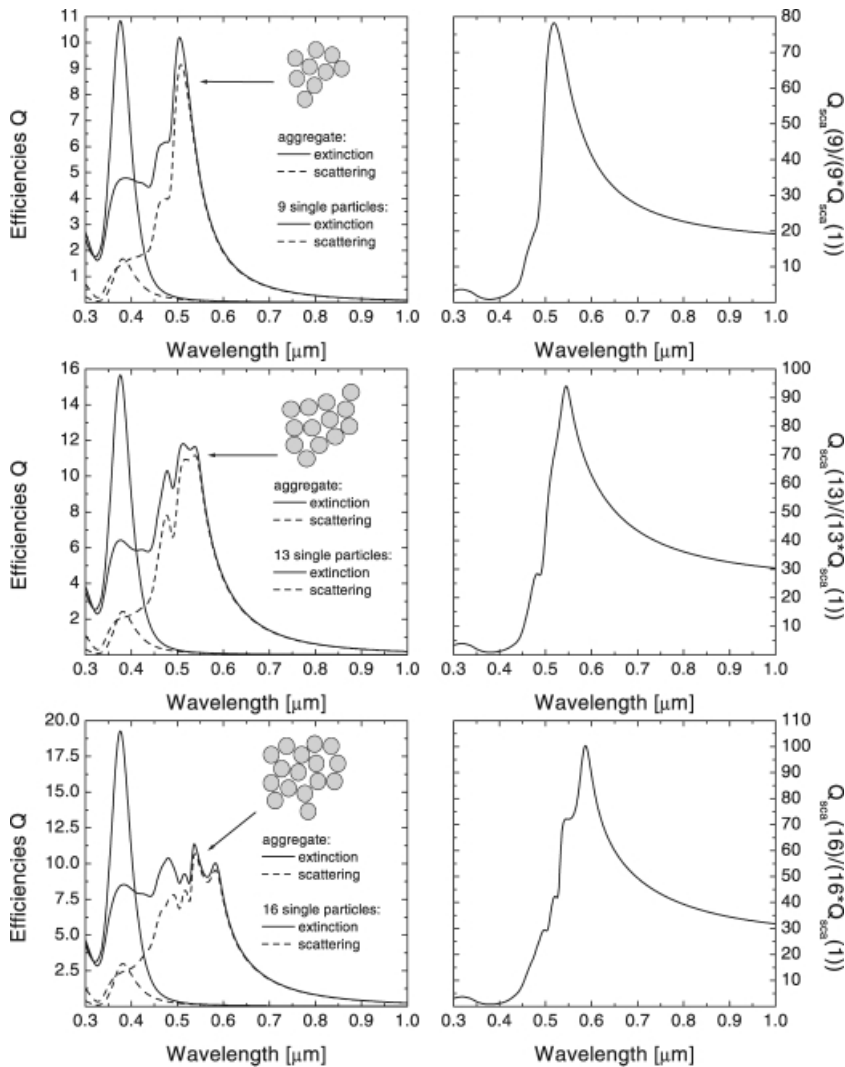 11
10
9
8
7
6
5
4
3
2
1
Efficiencies Q
aggregate:
extinction
scattering
9 single particles:
extinction
scattering
0.3 0.4 0.5 0.6 0.7 0.8 0.9 1.0
Wavelength [µm]
80
70
60
50
40
30
20
10
Q_sca(9)/(9*Q_sca(1))
0.3 0.4 0.5 0.6 0.7 0.8 0.9 1.0
Wavelength [µm]
16
14
12
10
8
6
4
2
Efficiencies Q
aggregate:
extinction
scattering
13 single particles:
extinction
scattering
0.3 0.4 0.5 0.6 0.7 0.8 0.9 1.0
Wavelength [µm]
100
90
80
70
60
50
40
30
20
10
Q_sca(13)/(13*Q_sca(1))
0.3 0.4 0.5 0.6 0.7 0.8 0.9 1.0
Wavelength [µm]
20.0
17.5
15.0
12.5
10.0
7.5
5.0
2.5
Efficiencies Q
aggregate:
extinction
scattering
16 single particles:
extinction
scattering
0.3 0.4 0.5 0.6 0.7 0.8 0.9 1.0
Wavelength [µm]
110
100
90
80
70
60
50
40
30
20
10
Q_sca(16)/(16*Q_sca(1))
0.3 0.4 0.5 0.6 0.7 0.8 0.9 1.0
Wavelength [µm]